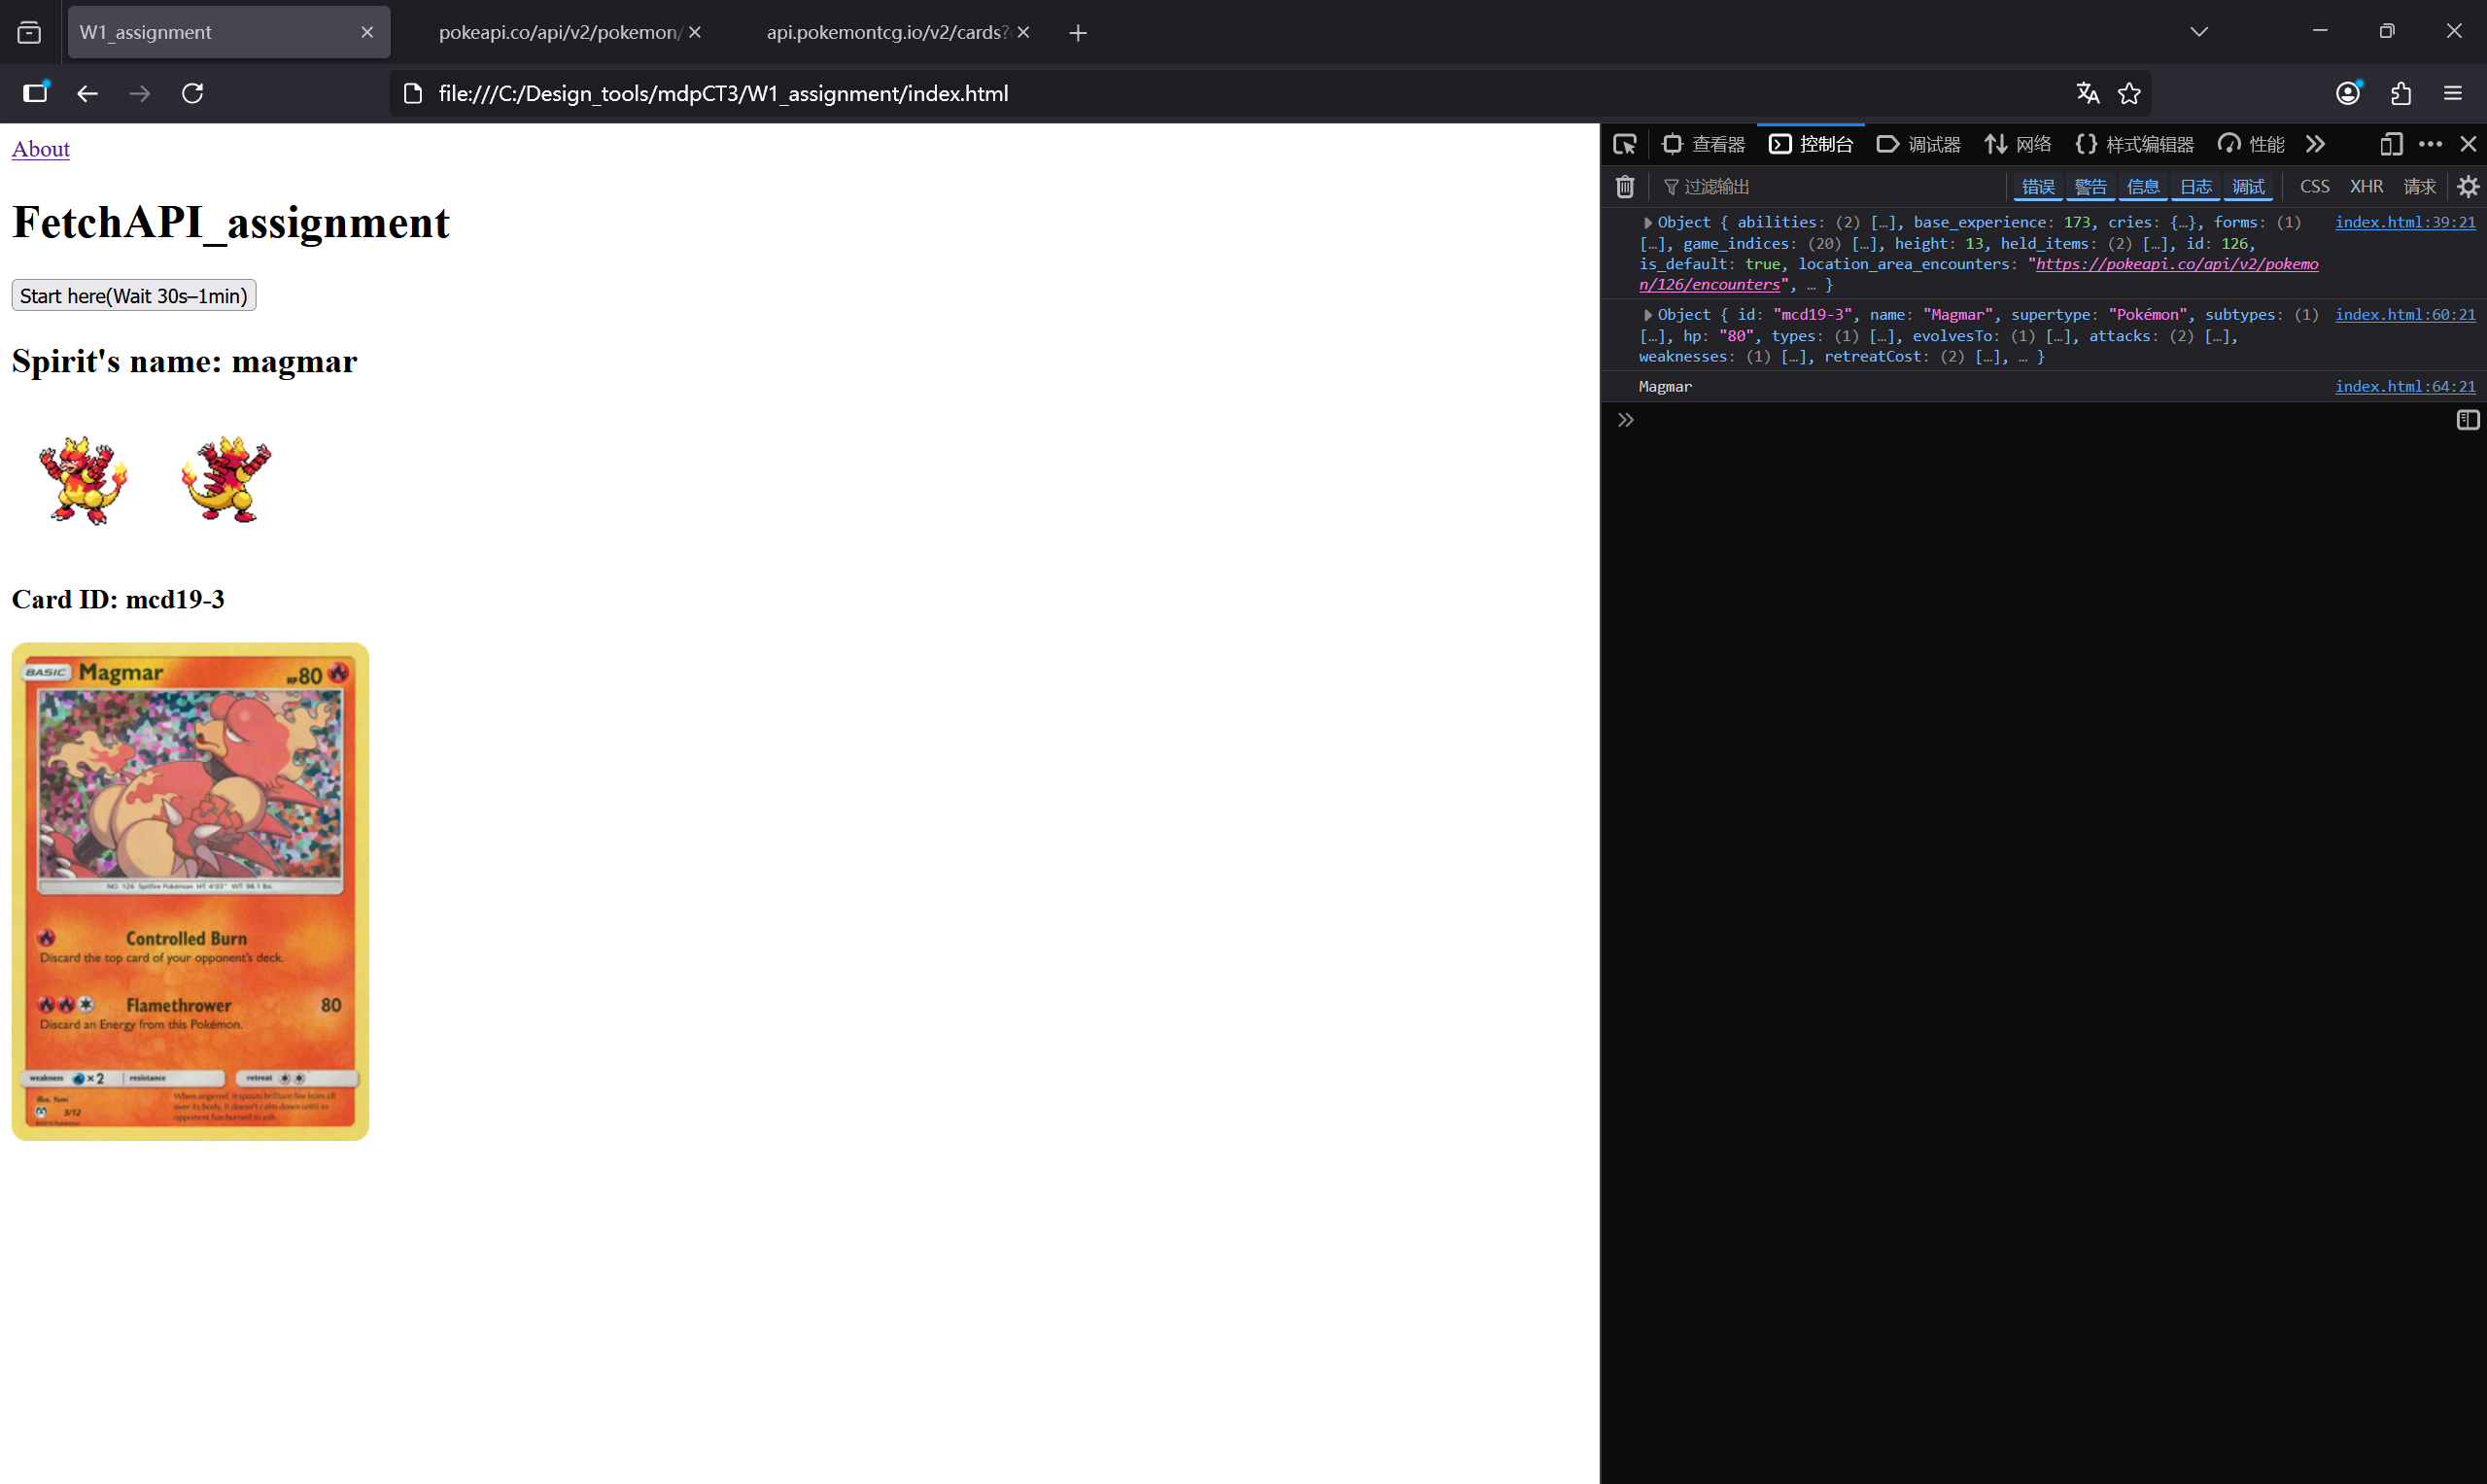 W1_assignment
pokeapi.co/api/v2/pokemon/
api.pokemontcg.io/v2/cards?
file:///C:/Design_tools/mdpCT3/W1_assignment/index.html
About
FetchAPI_assignment
Start here(Wait 30s–1min)
Spirit's name: magmar
Card ID: mcd19-3
BASIC Magmar HP 80
NO. 126 Spitfire Pokémon HT: 4'03" WT: 98.1 lbs.
Controlled Burn
Discard the top card of your opponent's deck.
Flamethrower 80
Discard an Energy from this Pokémon.
weakness ×2 resistance retreat
Illus. Yumi
3/12
©2019 Pokémon
When angered, it spouts brilliant fire from all
over its body. It doesn't calm down until its
opponent has burned to ash.
查看器 控制台 调试器 网络 样式编辑器 性能
过滤输出 错误 警告 信息 日志 调试 CSS XHR 请求
Object { abilities: (2) […], base_experience: 173, cries: {…}, forms: (1) index.html:39:21
[…], game_indices: (20) […], height: 13, held_items: (2) […], id: 126,
is_default: true, location_area_encounters: "https://pokeapi.co/api/v2/pokemo
n/126/encounters", … }
Object { id: "mcd19-3", name: "Magmar", supertype: "Pokémon", subtypes: (1) index.html:60:21
[…], hp: "80", types: (1) […], evolvesTo: (1) […], attacks: (2) […],
weaknesses: (1) […], retreatCost: (2) […], … }
Magmar index.html:64:21